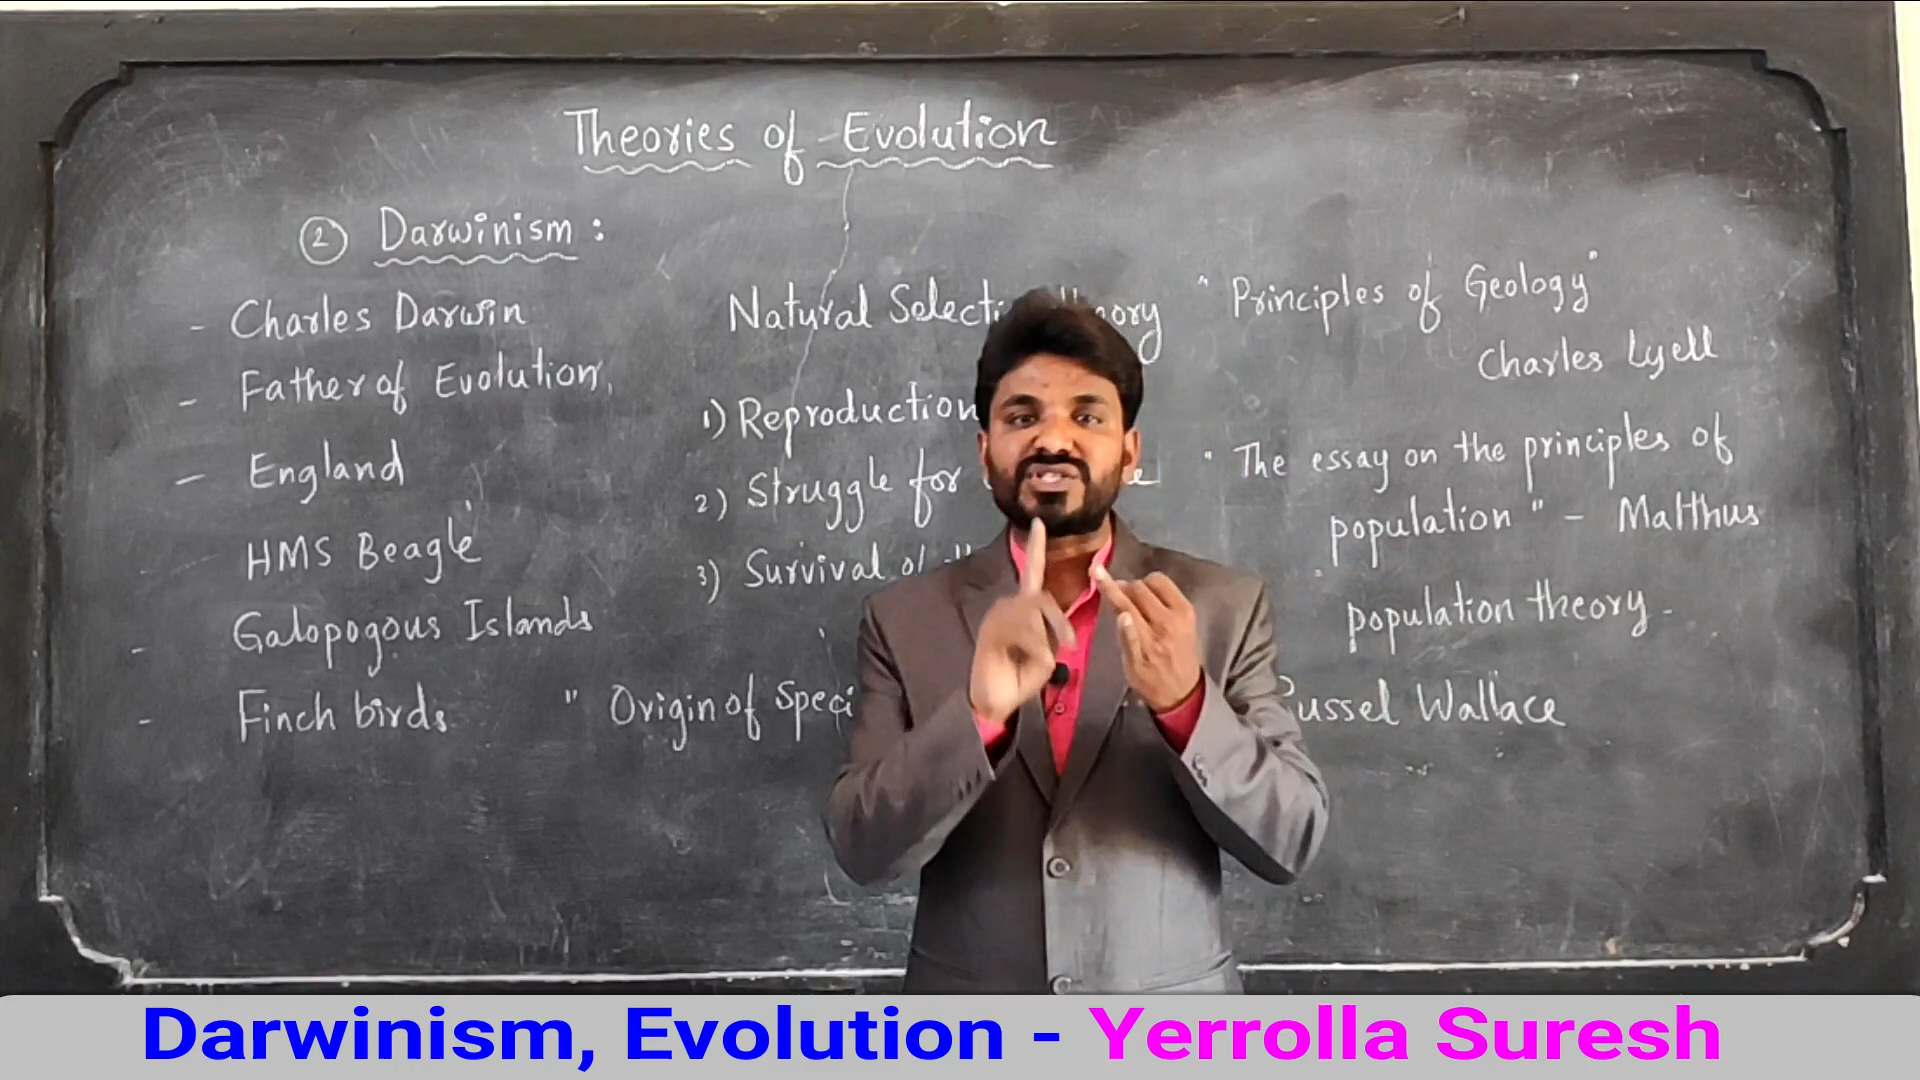 Theories of Evolution
② Darwinism :
- Charles Darwin
- Father of Evolution,
- England
HMS Beagle
- Galopogous Islands
- Finch birds
Natural Selecti ory
1) Reproduction
2) Struggle for e
3) Survival of
" Origin of Speci
" Principles of Geology"
Charles Lyell
" The essay on the principles of
population " - Malthus
population theory -
ussel Wallace
Darwinism, Evolution - Yerrolla Suresh